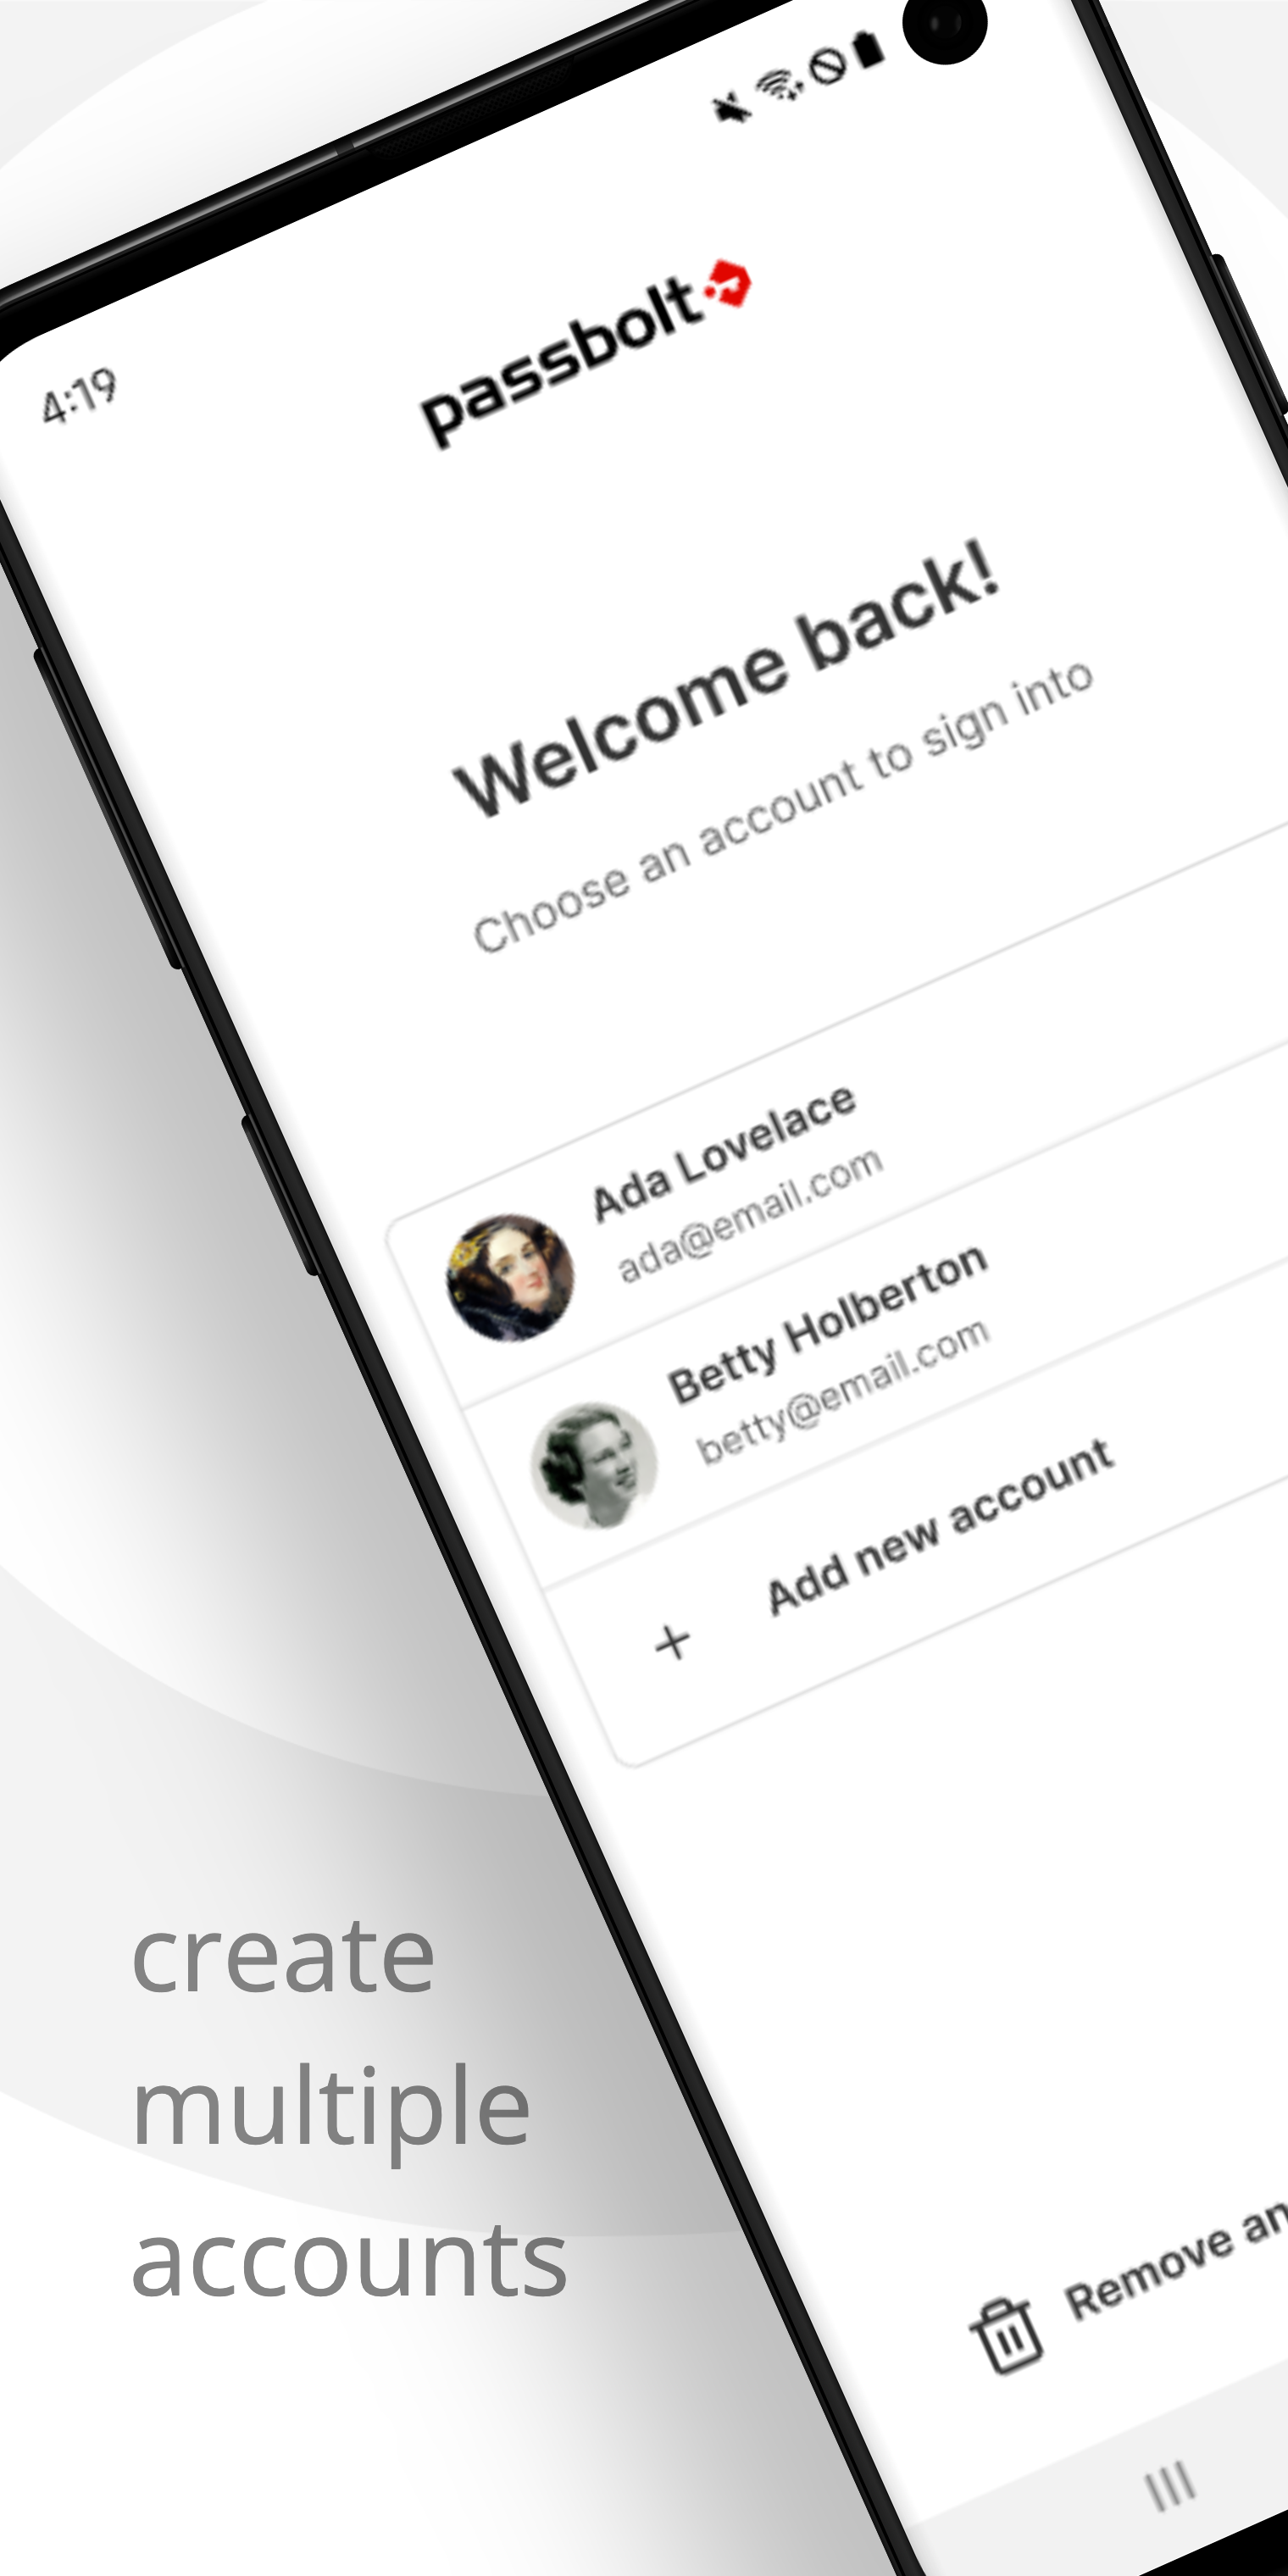 4:19
passbolt
Welcome back!
Choose an account to sign into
Ada Lovelace
ada@email.com
Betty Holberton
betty@email.com
+ Add new account
Remove an
create
multiple
accounts